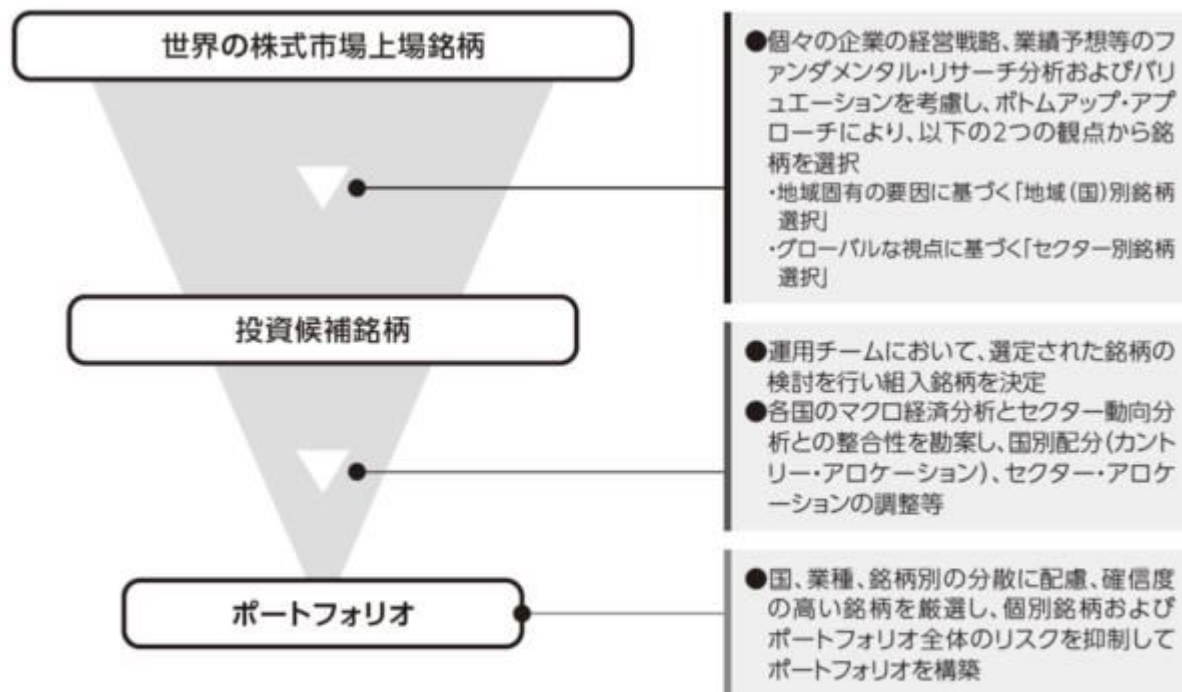 世界の株式市場上場銘柄
●個々の企業の経営戦略、業績予想等のフ
ァンダメンタル・リサーチ分析およびバリ
ュエーションを考慮し、ボトムアップ・アプ
ローチにより、以下の2つの観点から銘
柄を選択
・地域固有の要因に基づく「地域(国)別銘柄
選択」
・グローバルな視点に基づく「セクター別銘柄
選択」
投資候補銘柄
●運用チームにおいて、選定された銘柄の
検討を行い組入銘柄を決定
●各国のマクロ経済分析とセクター動向分
析との整合性を勘案し、国別配分(カント
リー・アロケーション)、セクター・アロケ
ーションの調整等
ポートフォリオ
●国、業種、銘柄別の分散に配慮、確信度
の高い銘柄を厳選し、個別銘柄および
ポートフォリオ全体のリスクを抑制して
ポートフォリオを構築